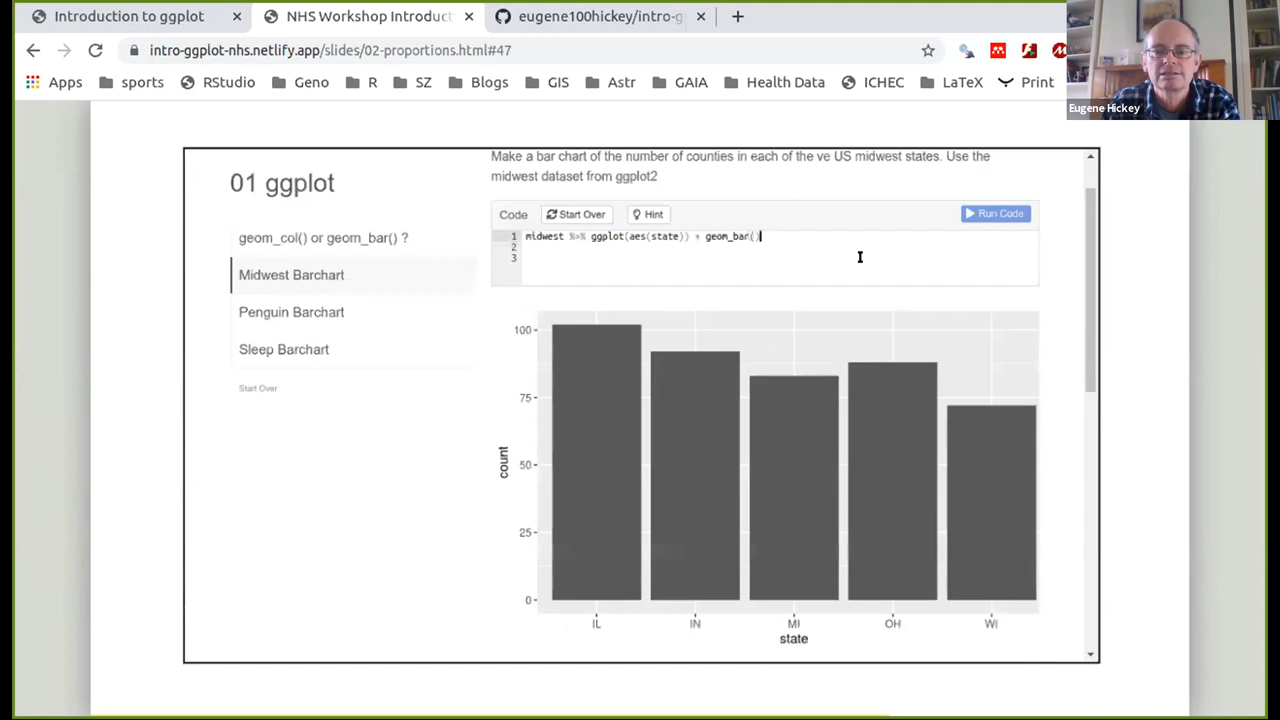 Introduction to ggplot
NHS Workshop Introduct
eugene100hickey/intro-g
intro-ggplot-nhs.netlify.app/slides/02-proportions.html#47
Apps
sports
RStudio
Geno
R
SZ
Blogs
GIS
Astr
GAIA
Health Data
ICHEC
LaTeX
Print
Eugene Hickey
01 ggplot
geom_col() or geom_bar() ?
Midwest Barchart
Penguin Barchart
Sleep Barchart
Start Over
Make a bar chart of the number of counties in each of the ve US midwest states. Use the
midwest dataset from ggplot2
Code
Start Over
Hint
Run Code
1 midwest %>% ggplot(aes(state)) + geom_bar()
2
3
100
75
50
25
0
count
IL
IN
MI
OH
WI
state